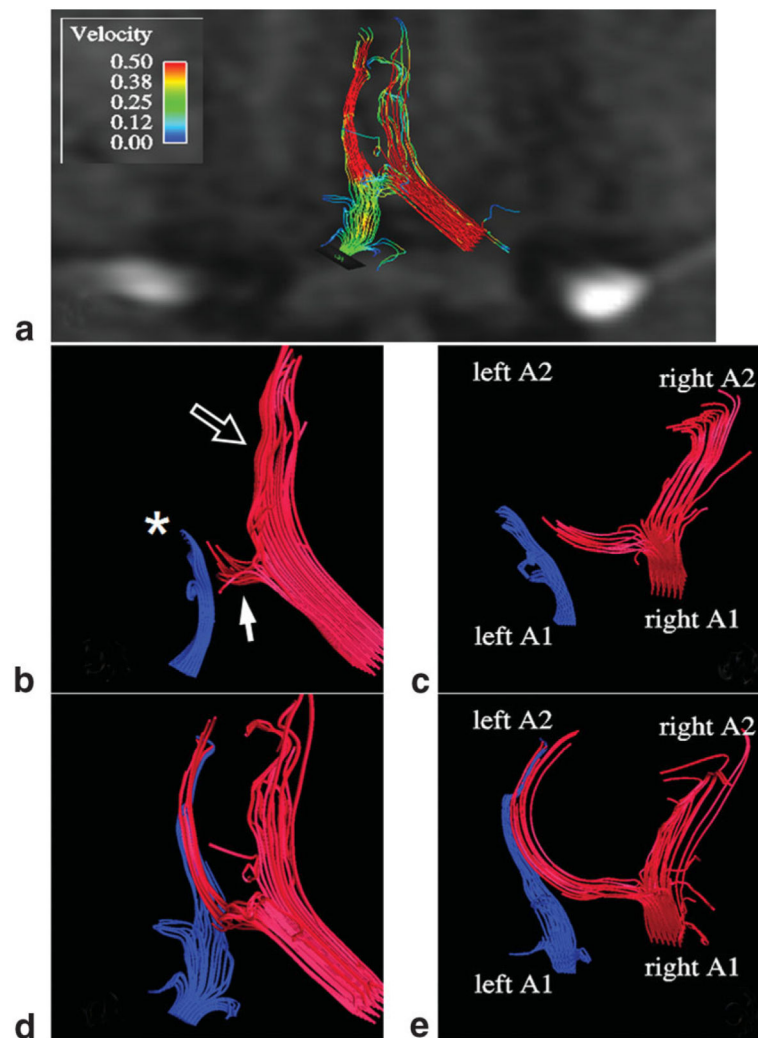 Velocity
0.50
0.38
0.25
0.12
0.00
a
*
b
left A2
right A2
left A1
right A1
c
d
left A2
right A2
left A1
right A1
e